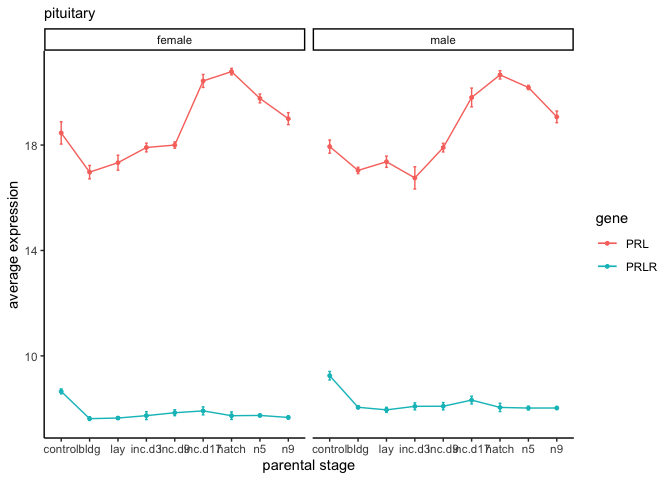 pituitary
female male
average expression
18
14
10
control bldg lay inc.d3 inc.d9 inc.d17 hatch n5 n9 control bldg lay inc.d3 inc.d9 inc.d17 hatch n5 n9
parental stage
gene
PRL
PRLR